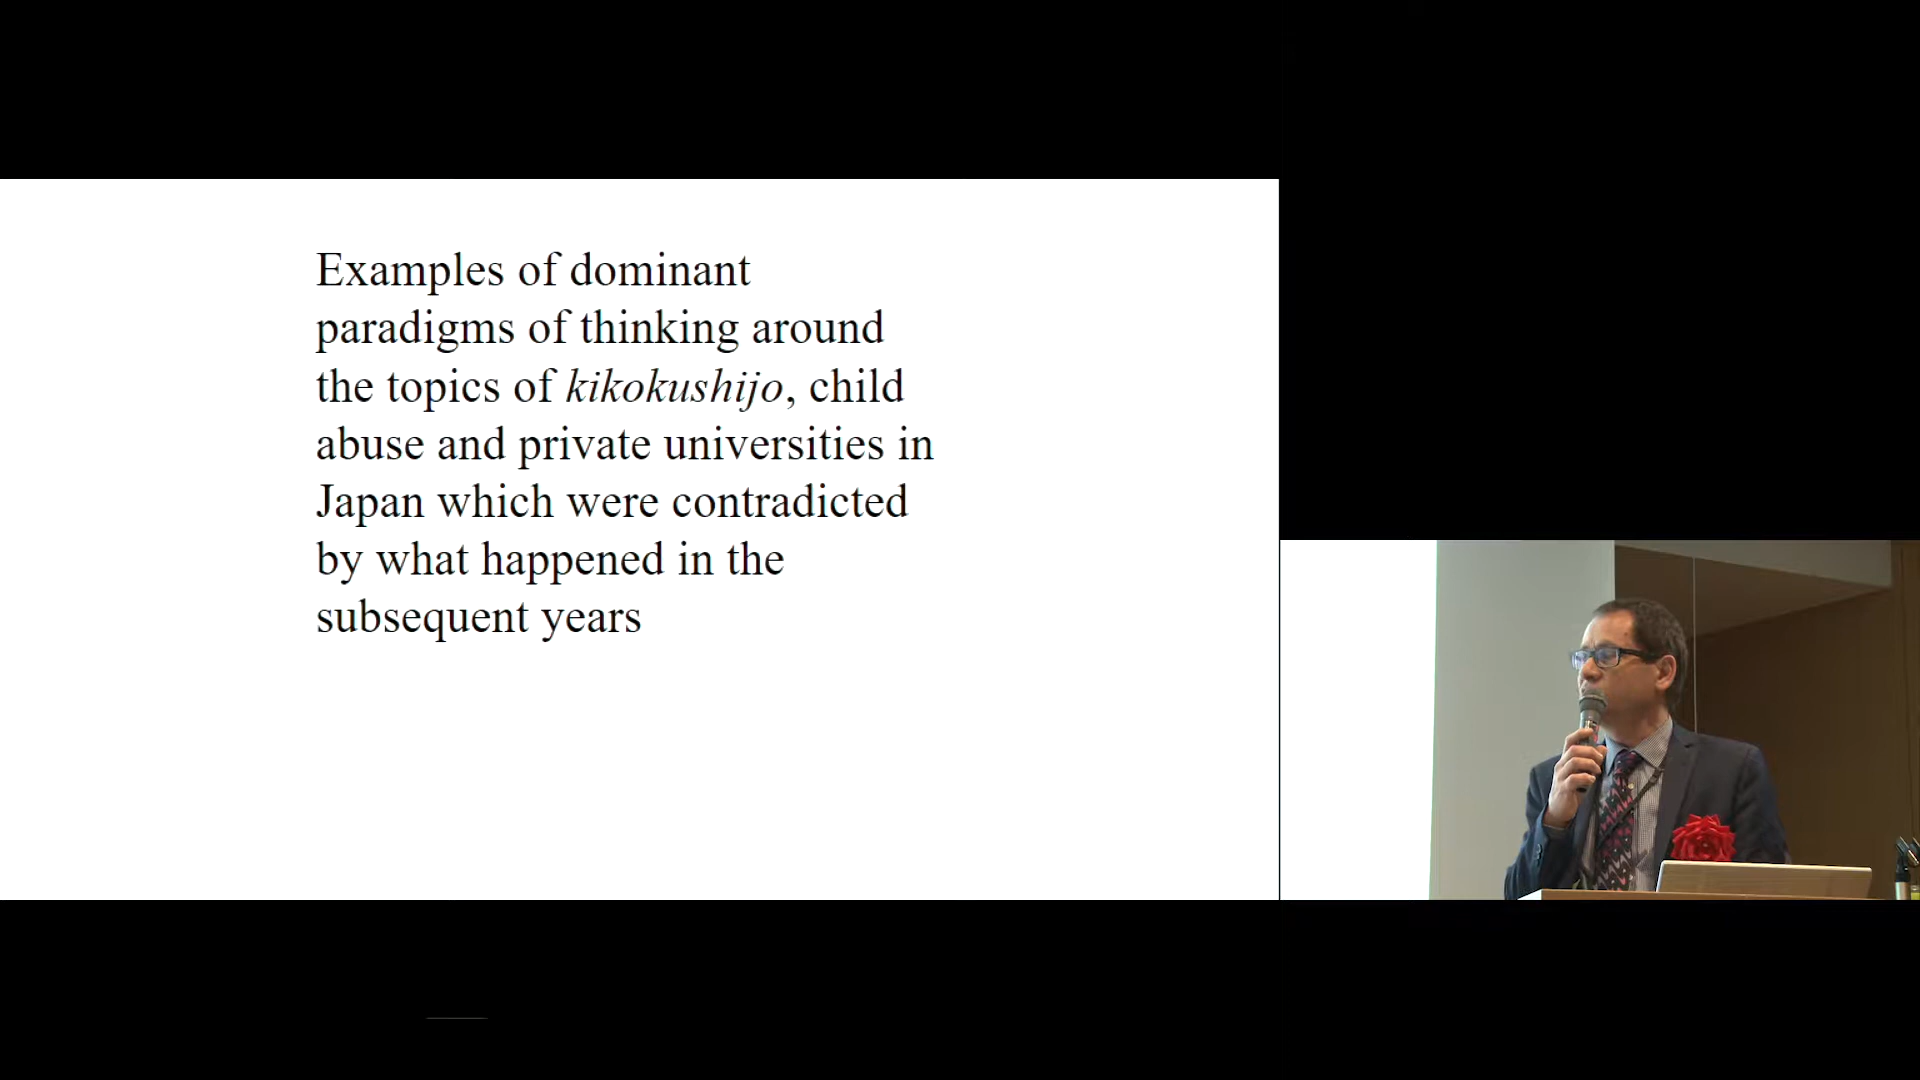 Examples of dominant
paradigms of thinking around
the topics of kikokushijo, child
abuse and private universities in
Japan which were contradicted
by what happened in the
subsequent years